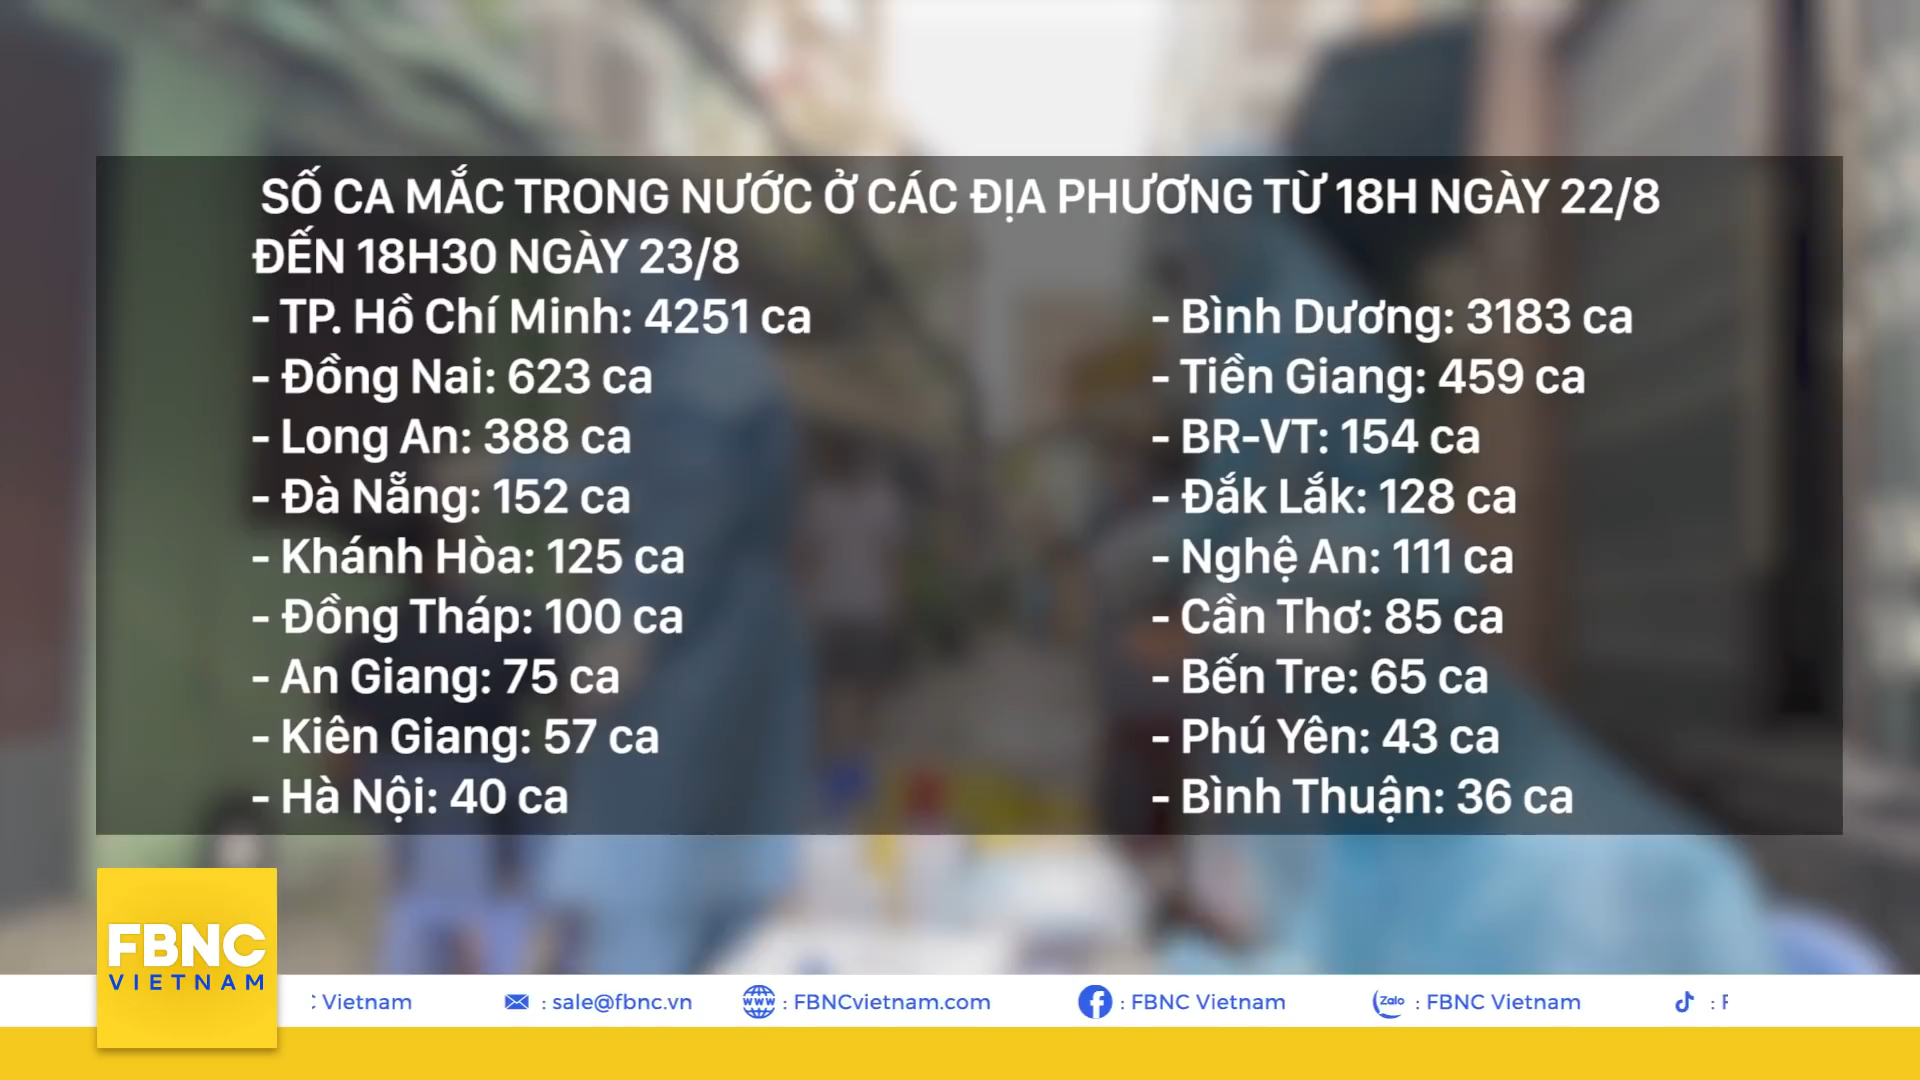 SỐ CA MẮC TRONG NƯỚC Ở CÁC ĐỊA PHƯƠNG TỪ 18H NGÀY 22/8
ĐẾN 18H30 NGÀY 23/8
- TP. Hồ Chí Minh: 4251 ca
- Bình Dương: 3183 ca
- Đồng Nai: 623 ca
- Tiền Giang: 459 ca
- Long An: 388 ca
- BR-VT: 154 ca
- Đà Nẵng: 152 ca
- Đắk Lắk: 128 ca
- Khánh Hòa: 125 ca
- Nghệ An: 111 ca
- Đồng Tháp: 100 ca
- Cần Thơ: 85 ca
- An Giang: 75 ca
- Bến Tre: 65 ca
- Kiên Giang: 57 ca
- Phú Yên: 43 ca
- Hà Nội: 40 ca
- Bình Thuận: 36 ca
FBNC
VIETNAM
Vietnam : sale@fbnc.vn www : FBNCvietnam.com : FBNC Vietnam Zalo : FBNC Vietnam :